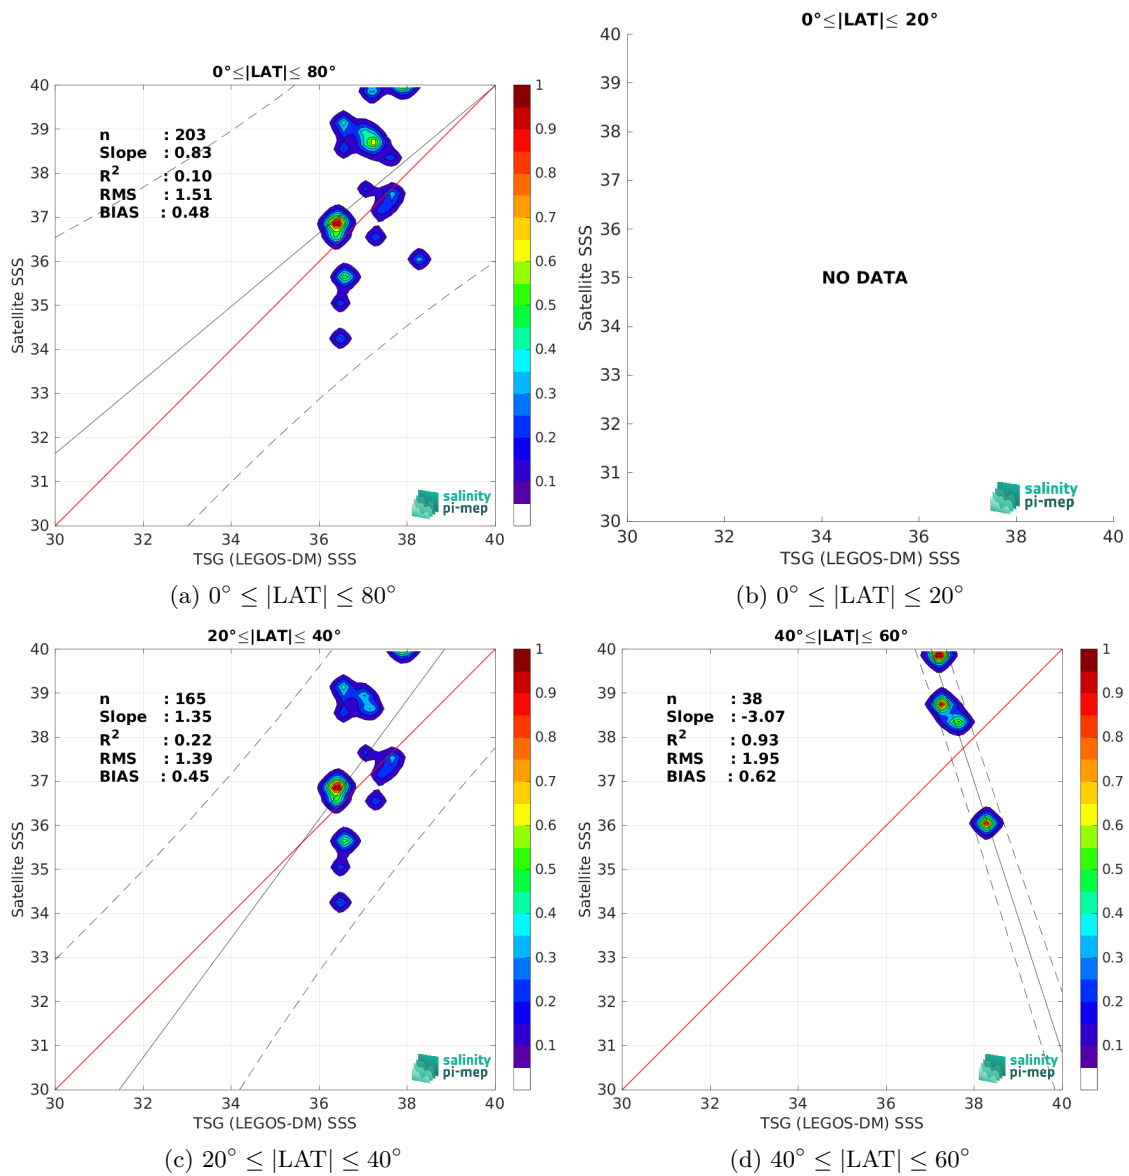 0°≤|LAT|≤ 80°
n : 203
Slope : 0.83
R² : 0.10
RMS : 1.51
BIAS : 0.48
Satellite SSS
40
39
38
37
36
35
34
33
32
31
30
30 32 34 36 38 40
TSG (LEGOS-DM) SSS
1
0.9
0.8
0.7
0.6
0.5
0.4
0.3
0.2
0.1
salinity
pi-mep
(a) 0° ≤ |LAT| ≤ 80°
0°≤|LAT|≤ 20°
Satellite SSS
40
39
38
37
36
35
34
33
32
31
30
NO DATA
30 32 34 36 38 40
TSG (LEGOS-DM) SSS
salinity
pi-mep
(b) 0° ≤ |LAT| ≤ 20°
20°≤|LAT|≤ 40°
n : 165
Slope : 1.35
R² : 0.22
RMS : 1.39
BIAS : 0.45
Satellite SSS
40
39
38
37
36
35
34
33
32
31
30
30 32 34 36 38 40
TSG (LEGOS-DM) SSS
1
0.9
0.8
0.7
0.6
0.5
0.4
0.3
0.2
0.1
salinity
pi-mep
(c) 20° ≤ |LAT| ≤ 40°
40°≤|LAT|≤ 60°
n : 38
Slope : -3.07
R² : 0.93
RMS : 1.95
BIAS : 0.62
Satellite SSS
40
39
38
37
36
35
34
33
32
31
30
30 32 34 36 38 40
TSG (LEGOS-DM) SSS
1
0.9
0.8
0.7
0.6
0.5
0.4
0.3
0.2
0.1
salinity
pi-mep
(d) 40° ≤ |LAT| ≤ 60°